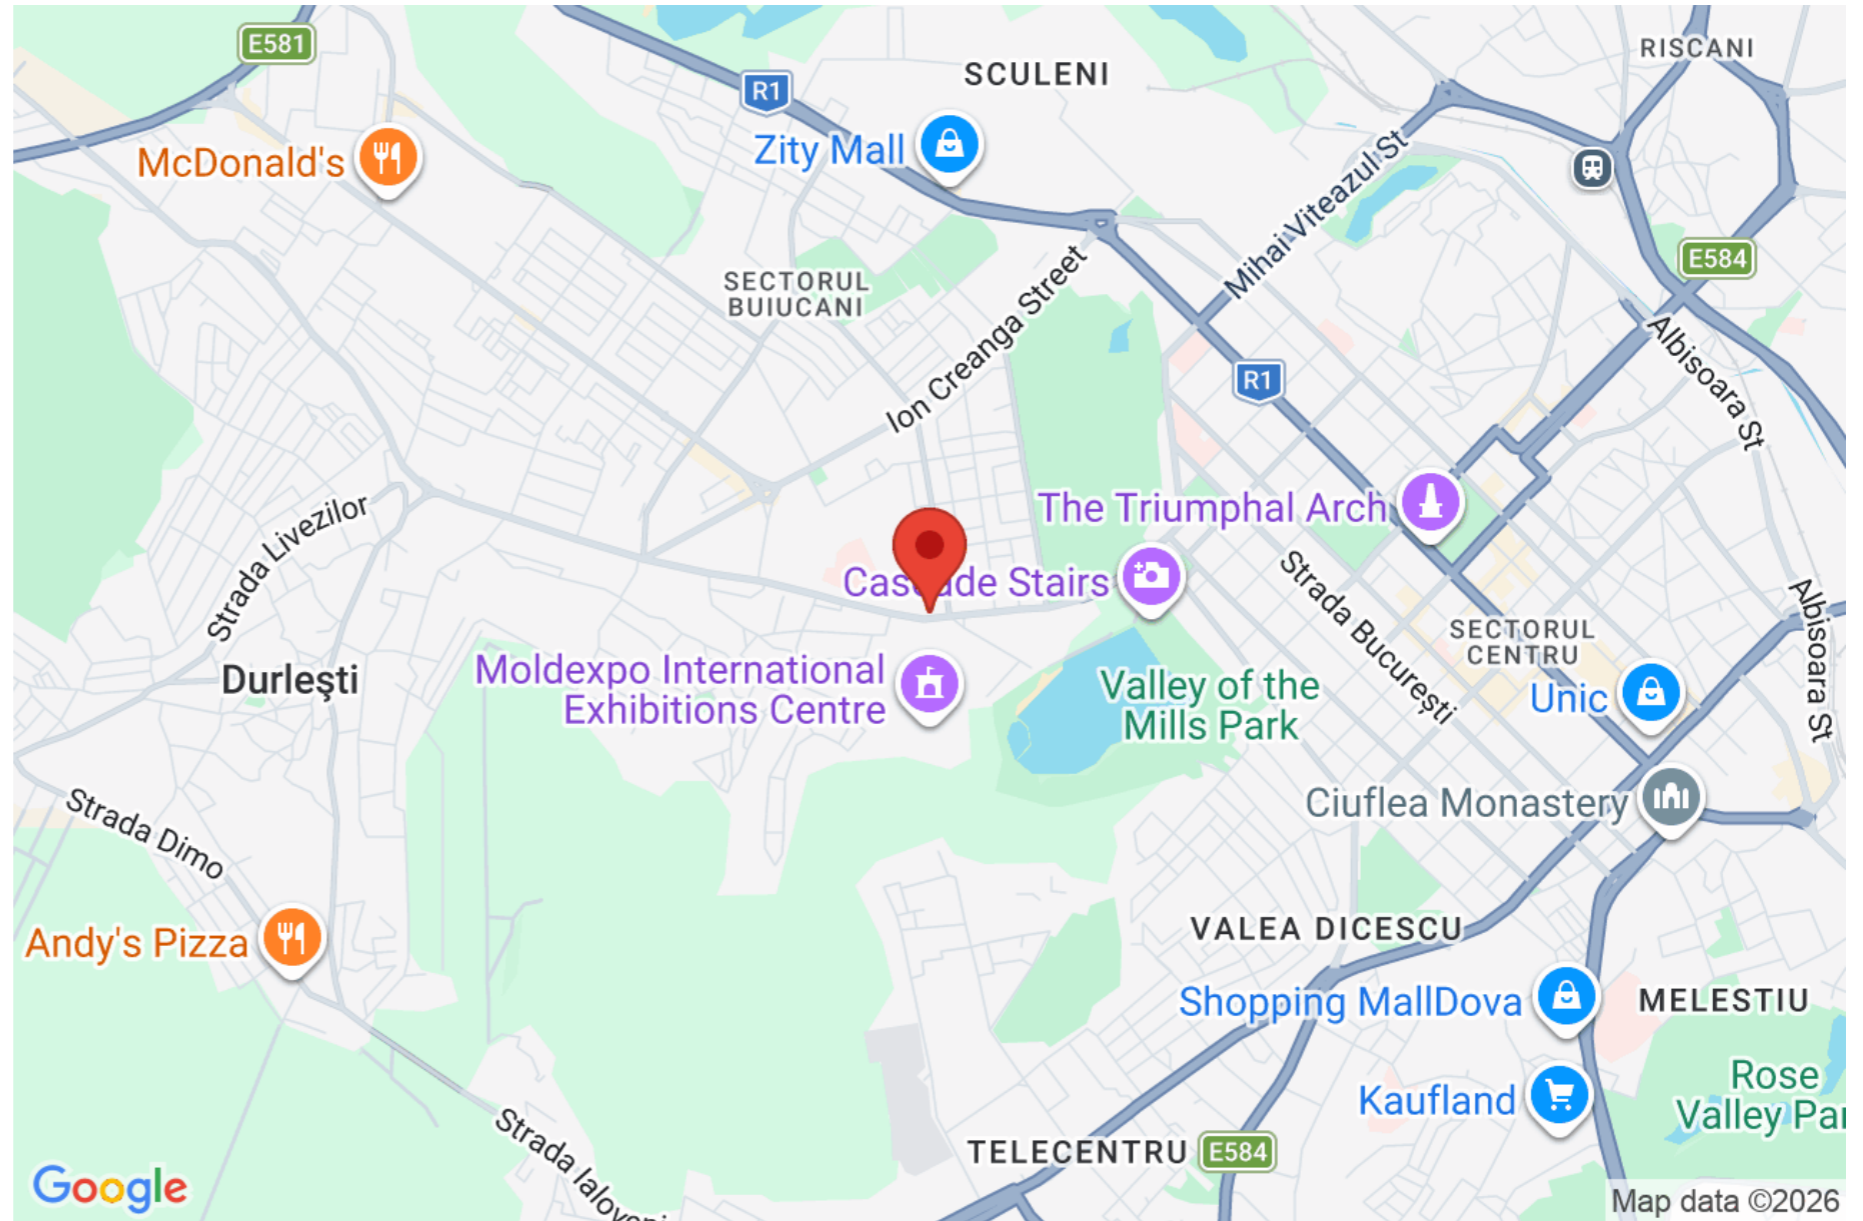 E581
RISCANI
SCULENI
R1
McDonald's
Zity Mall
Mihai Viteazul St
E584
SECTORUL
BUIUCANI
Ion Creanga Street
Albisoara St
R1
The Triumphal Arch
Strada Livezilor
Cascade Stairs
Strada București
Albisoara St
SECTORUL
CENTRU
Durleşti
Moldexpo International
Exhibitions Centre
Valley of the
Mills Park
Unic
Strada Dimo
Ciuflea Monastery
Andy's Pizza
VALEA DICESCU
Shopping MallDova
MELESTIU
Kaufland
Rose
Valley Par
Strada Ialoveni
TELECENTRU
E584
Google
Map data ©2026